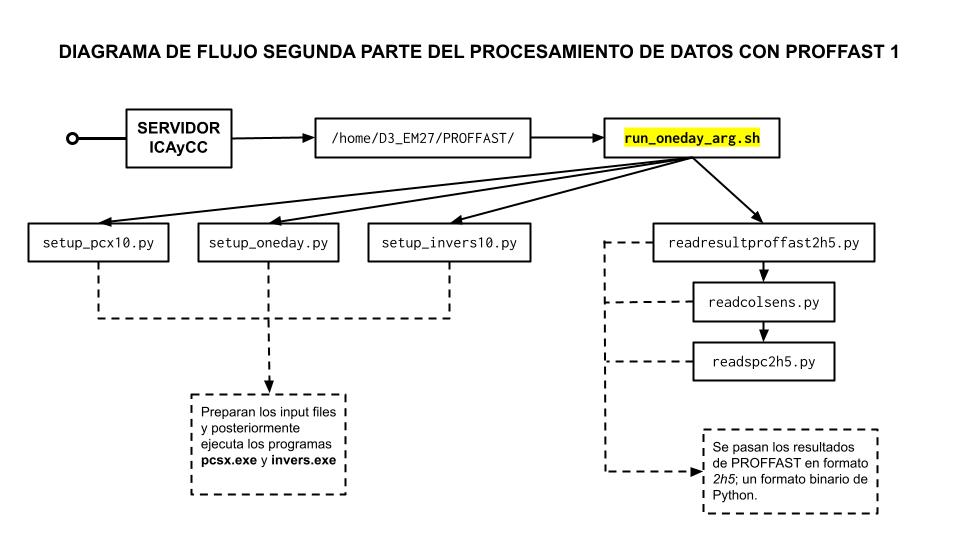 DIAGRAMA DE FLUJO SEGUNDA PARTE DEL PROCESAMIENTO DE DATOS CON PROFFAST 1
SERVIDOR
ICAyCC
/home/D3_EM27/PROFFAST/
run_oneday_arg.sh
setup_pcx10.py
setup_oneday.py
setup_invers10.py
readresultproffast2h5.py
readcolsens.py
readspc2h5.py
Preparan los input files
y posteriormente
ejecuta los programas
pcsx.exe y invers.exe
Se pasan los resultados
de PROFFAST en formato
2h5; un formato binario de
Python.